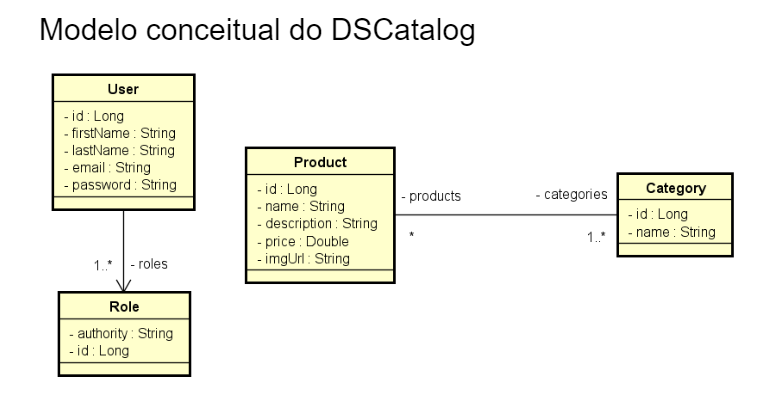 Modelo conceitual do DSCatalog
User
- id : Long
- firstName : String
- lastName : String
- email : String
- password : String
1..*
- roles
Role
- authority : String
- id : Long
Product
- id : Long
- name : String
- description : String
- price : Double
- imgUrl : String
- products
*
- categories
1..*
Category
- id : Long
- name : String